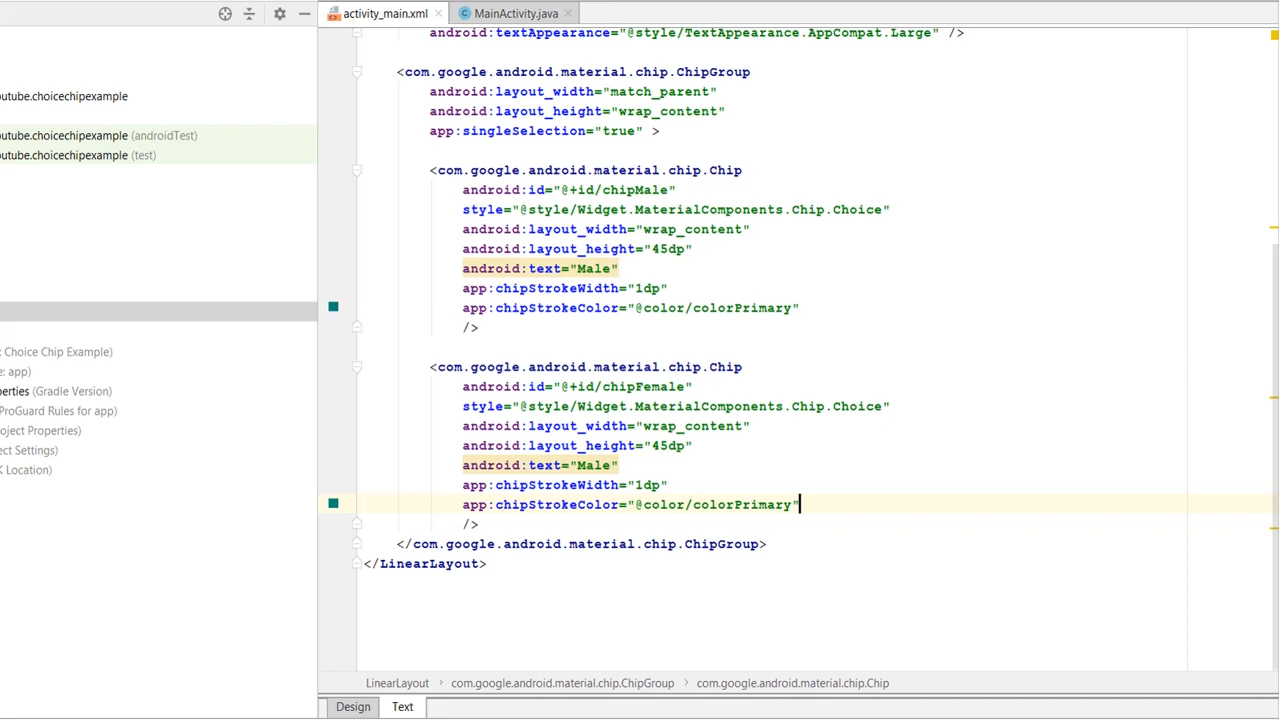 activity_main.xml
MainActivity.java
android:textAppearance="@style/TextAppearance.AppCompat.Large" />
<com.google.android.material.chip.ChipGroup
android:layout_width="match_parent"
android:layout_height="wrap_content"
app:singleSelection="true" >
<com.google.android.material.chip.Chip
android:id="@+id/chipMale"
style="@style/Widget.MaterialComponents.Chip.Choice"
android:layout_width="wrap_content"
android:layout_height="45dp"
android:text="Male"
app:chipStrokeWidth="1dp"
app:chipStrokeColor="@color/colorPrimary"
/>
<com.google.android.material.chip.Chip
android:id="@+id/chipFemale"
style="@style/Widget.MaterialComponents.Chip.Choice"
android:layout_width="wrap_content"
android:layout_height="45dp"
android:text="Male"
app:chipStrokeWidth="1dp"
app:chipStrokeColor="@color/colorPrimary"
/>
</com.google.android.material.chip.ChipGroup>
</LinearLayout>
utube.choicechipexample
utube.choicechipexample (androidTest)
utube.choicechipexample (test)
: Choice Chip Example)
e: app)
perties (Gradle Version)
ProGuard Rules for app)
oject Properties)
ect Settings)
K Location)
LinearLayout > com.google.android.material.chip.ChipGroup > com.google.android.material.chip.Chip
Design Text